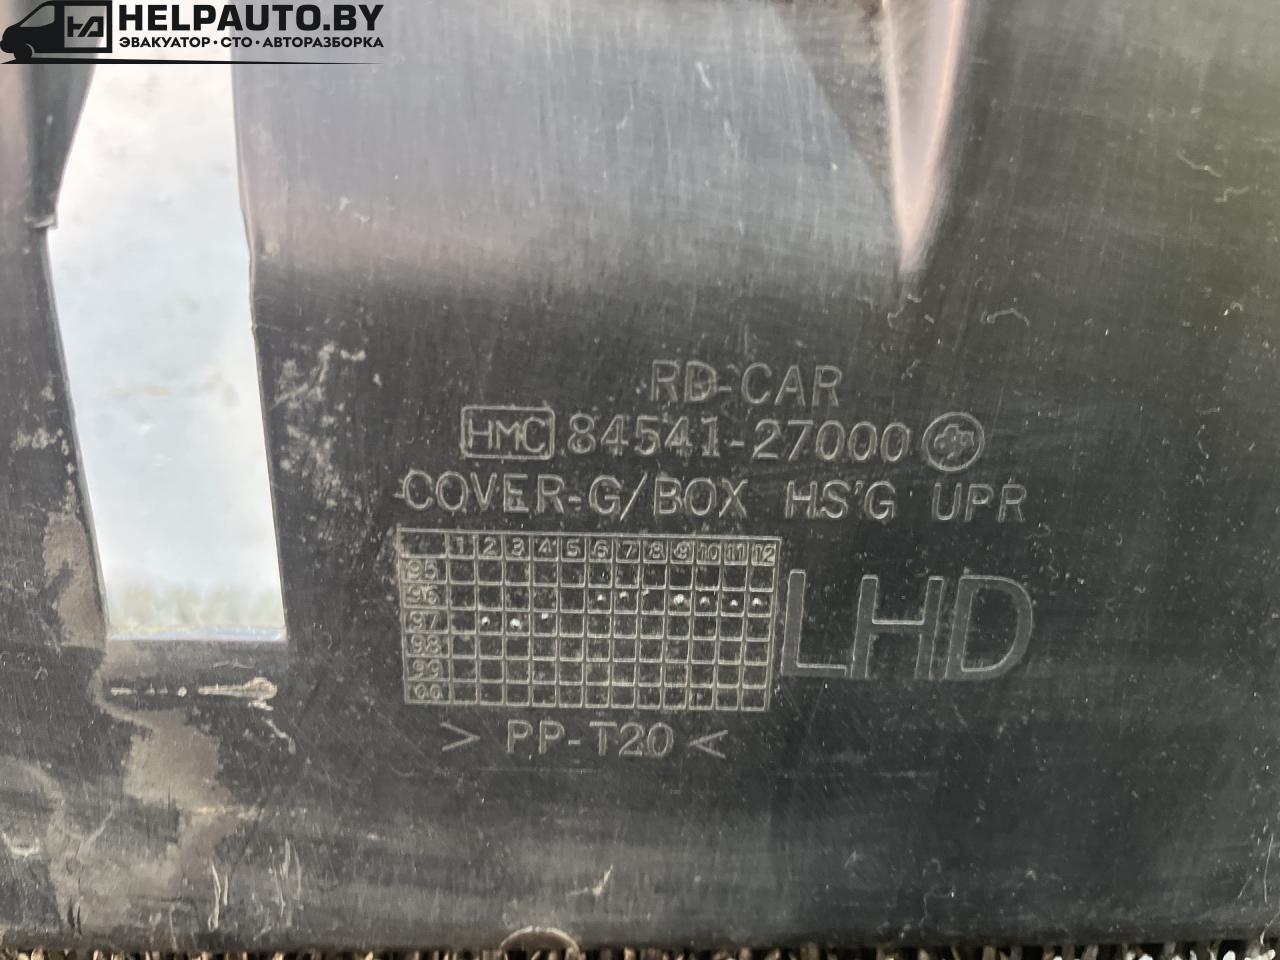 HELPAUTO.BY
ЭВАКУАТОР • СТО • АВТОРАЗБОРКА
RD-CAR
HMC 84541-27000
COVER-G/BOX HS'G UPR
1 2 3 4 5 6 7 8 9 10 11 12
95
96
97
98
99
00
LHD
> PP-T20 <